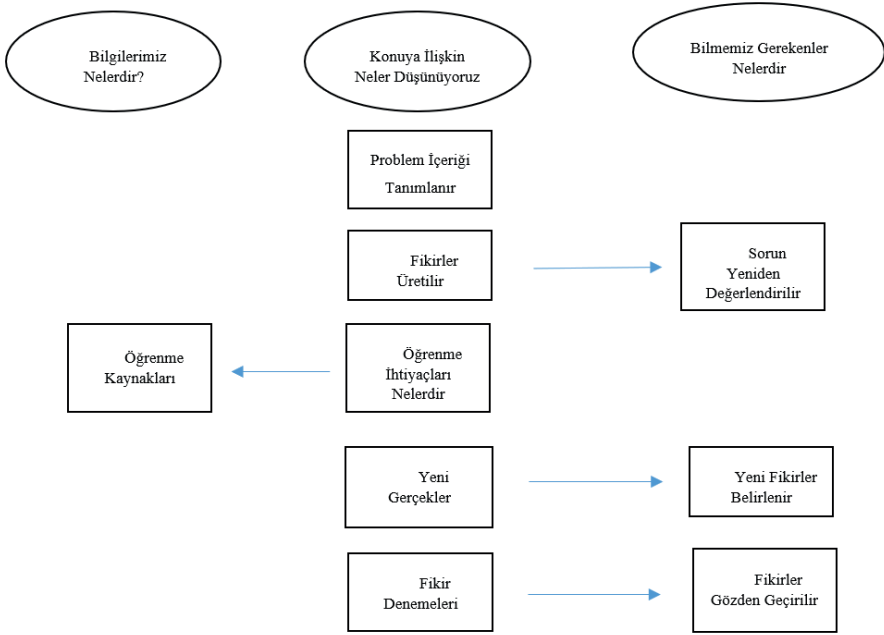 Bilgilerimiz
Nelerdir?
Konuya İlişkin
Neler Düşünüyoruz
Bilmemiz Gerekenler
Nelerdir
Problem İçeriği
Tanımlanır
Fikirler
Üretilir
Sorun
Yeniden
Değerlendirilir
Öğrenme
Kaynakları
Öğrenme
İhtiyaçları
Nelerdir
Yeni
Gerçekler
Yeni Fikirler
Belirlenir
Fikir
Denemeleri
Fikirler
Gözden Geçirilir